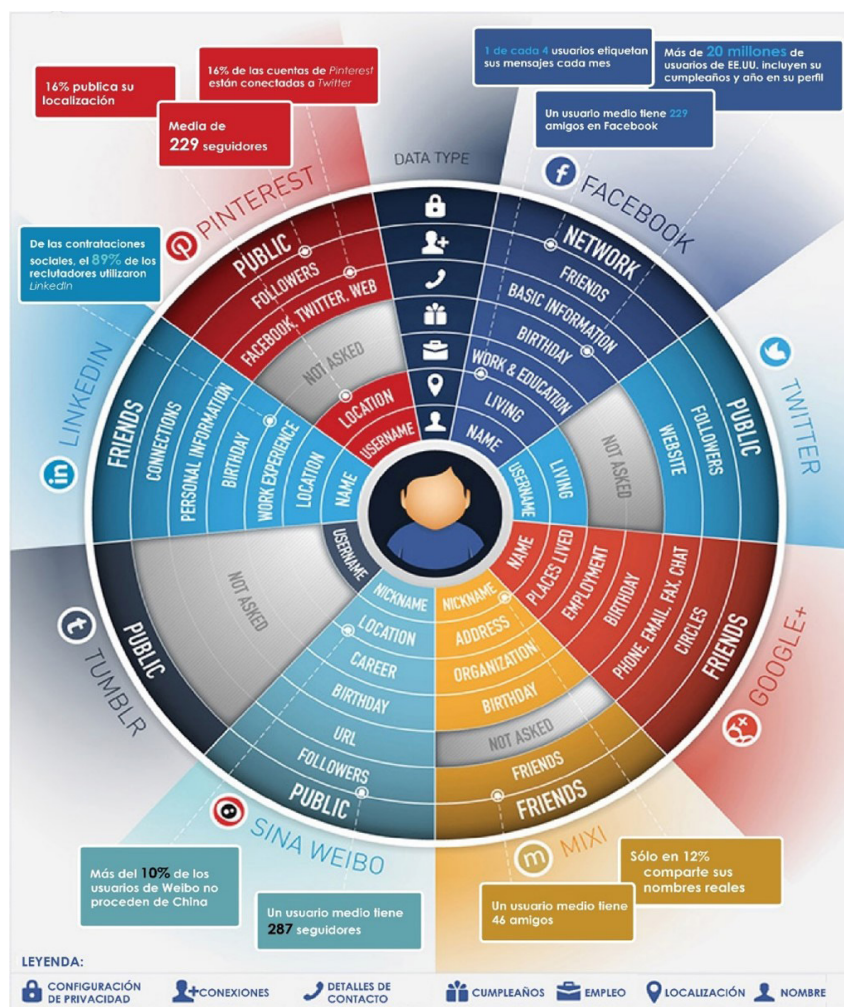 1 de cada 4 usuarios etiquetan
sus mensajes cada mes
Más de 20 millones de
usuarios de EE.UU. incluyen su
cumpleaños y año en su perfil
16% de las cuentas de Pinterest
están conectadas a Twitter
16% publica su
localización
Un usuario medio tiene 229
amigos en Facebook
Media de
229 seguidores
DATA TYPE
De las contrataciones
sociales, el 89% de los
reclutadores utilizaron
LinkedIn
FACEBOOK
NETWORK
FRIENDS
BASIC INFORMATION
BIRTHDAY
WORK & EDUCATION
LIVING
NAME
TWITTER
PUBLIC
FOLLOWERS
WEBSITE
NOT ASKED
LIVING
USERNAME
GOOGLE+
FRIENDS
CIRCLES
PHONE, EMAIL, FAX, CHAT
BIRTHDAY
EMPLOYMENT
PLACES LIVED
NAME
MIXI
NICKNAME
ADDRESS
ORGANIZATION
BIRTHDAY
NOT ASKED
FRIENDS
FRIENDS
SINA WEIBO
NICKNAME
LOCATION
CAREER
BIRTHDAY
URL
FOLLOWERS
PUBLIC
TUMBLR
PUBLIC
NOT ASKED
USERNAME
LINKEDIN
FRIENDS
CONNECTIONS
PERSONAL INFORMATION
BIRTHDAY
WORK EXPERIENCE
LOCATION
NAME
PINTEREST
PUBLIC
FOLLOWERS
FACEBOOK, TWITTER, WEB
NOT ASKED
LOCATION
USERNAME
Más del 10% de los
usuarios de Weibo no
proceden de China
Un usuario medio tiene
287 seguidores
Un usuario medio tiene
46 amigos
Sólo en 12%
comparte sus
nombres reales
LEYENDA:
CONFIGURACIÓN
DE PRIVACIDAD
CONEXIONES
DETALLES DE
CONTACTO
CUMPLEAÑOS
EMPLEO
LOCALIZACIÓN
NOMBRE